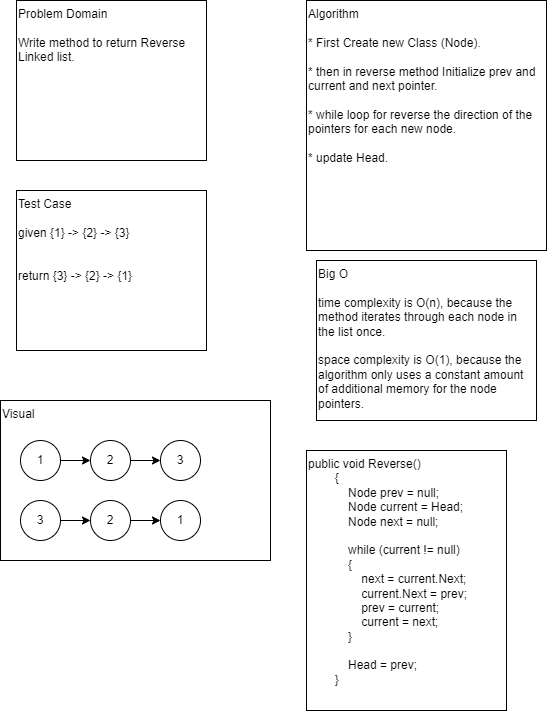 Problem Domain
Write method to return Reverse
Linked list.
Test Case
given {1} -> {2} -> {3}
return {3} -> {2} -> {1}
Visual
1 2 3
3 2 1
Algorithm
* First Create new Class (Node).
* then in reverse method Initialize prev and
current and next pointer.
* while loop for reverse the direction of the
pointers for each new node.
* update Head.
Big O
time complexity is O(n), because the
method iterates through each node in
the list once.
space complexity is O(1), because the
algorithm only uses a constant amount
of additional memory for the node
pointers.
public void Reverse()
{
Node prev = null;
Node current = Head;
Node next = null;
while (current != null)
{
next = current.Next;
current.Next = prev;
prev = current;
current = next;
}
Head = prev;
}